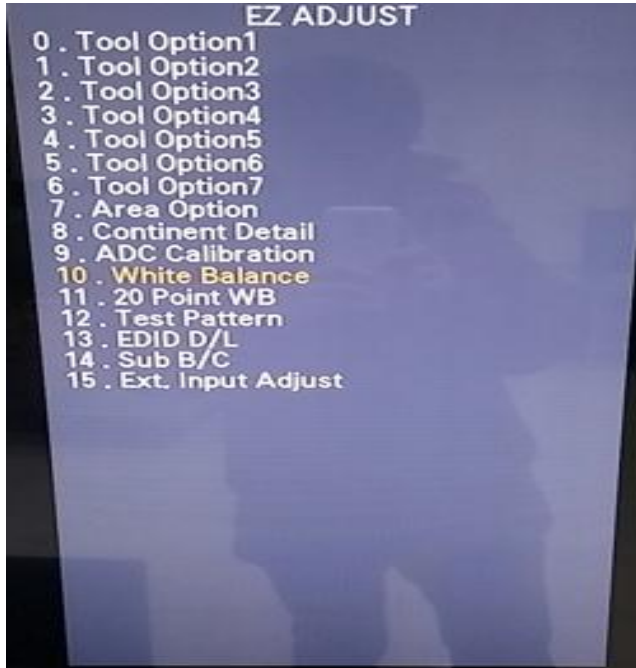 EZ ADJUST
0 . Tool Option1
1 . Tool Option2
2 . Tool Option3
3 . Tool Option4
4 . Tool Option5
5 . Tool Option6
6 . Tool Option7
7 . Area Option
8 . Continent Detail
9 . ADC Calibration
10 . White Balance
11 . 20 Point WB
12 . Test Pattern
13 . EDID D/L
14 . Sub B/C
15 . Ext. Input Adjust